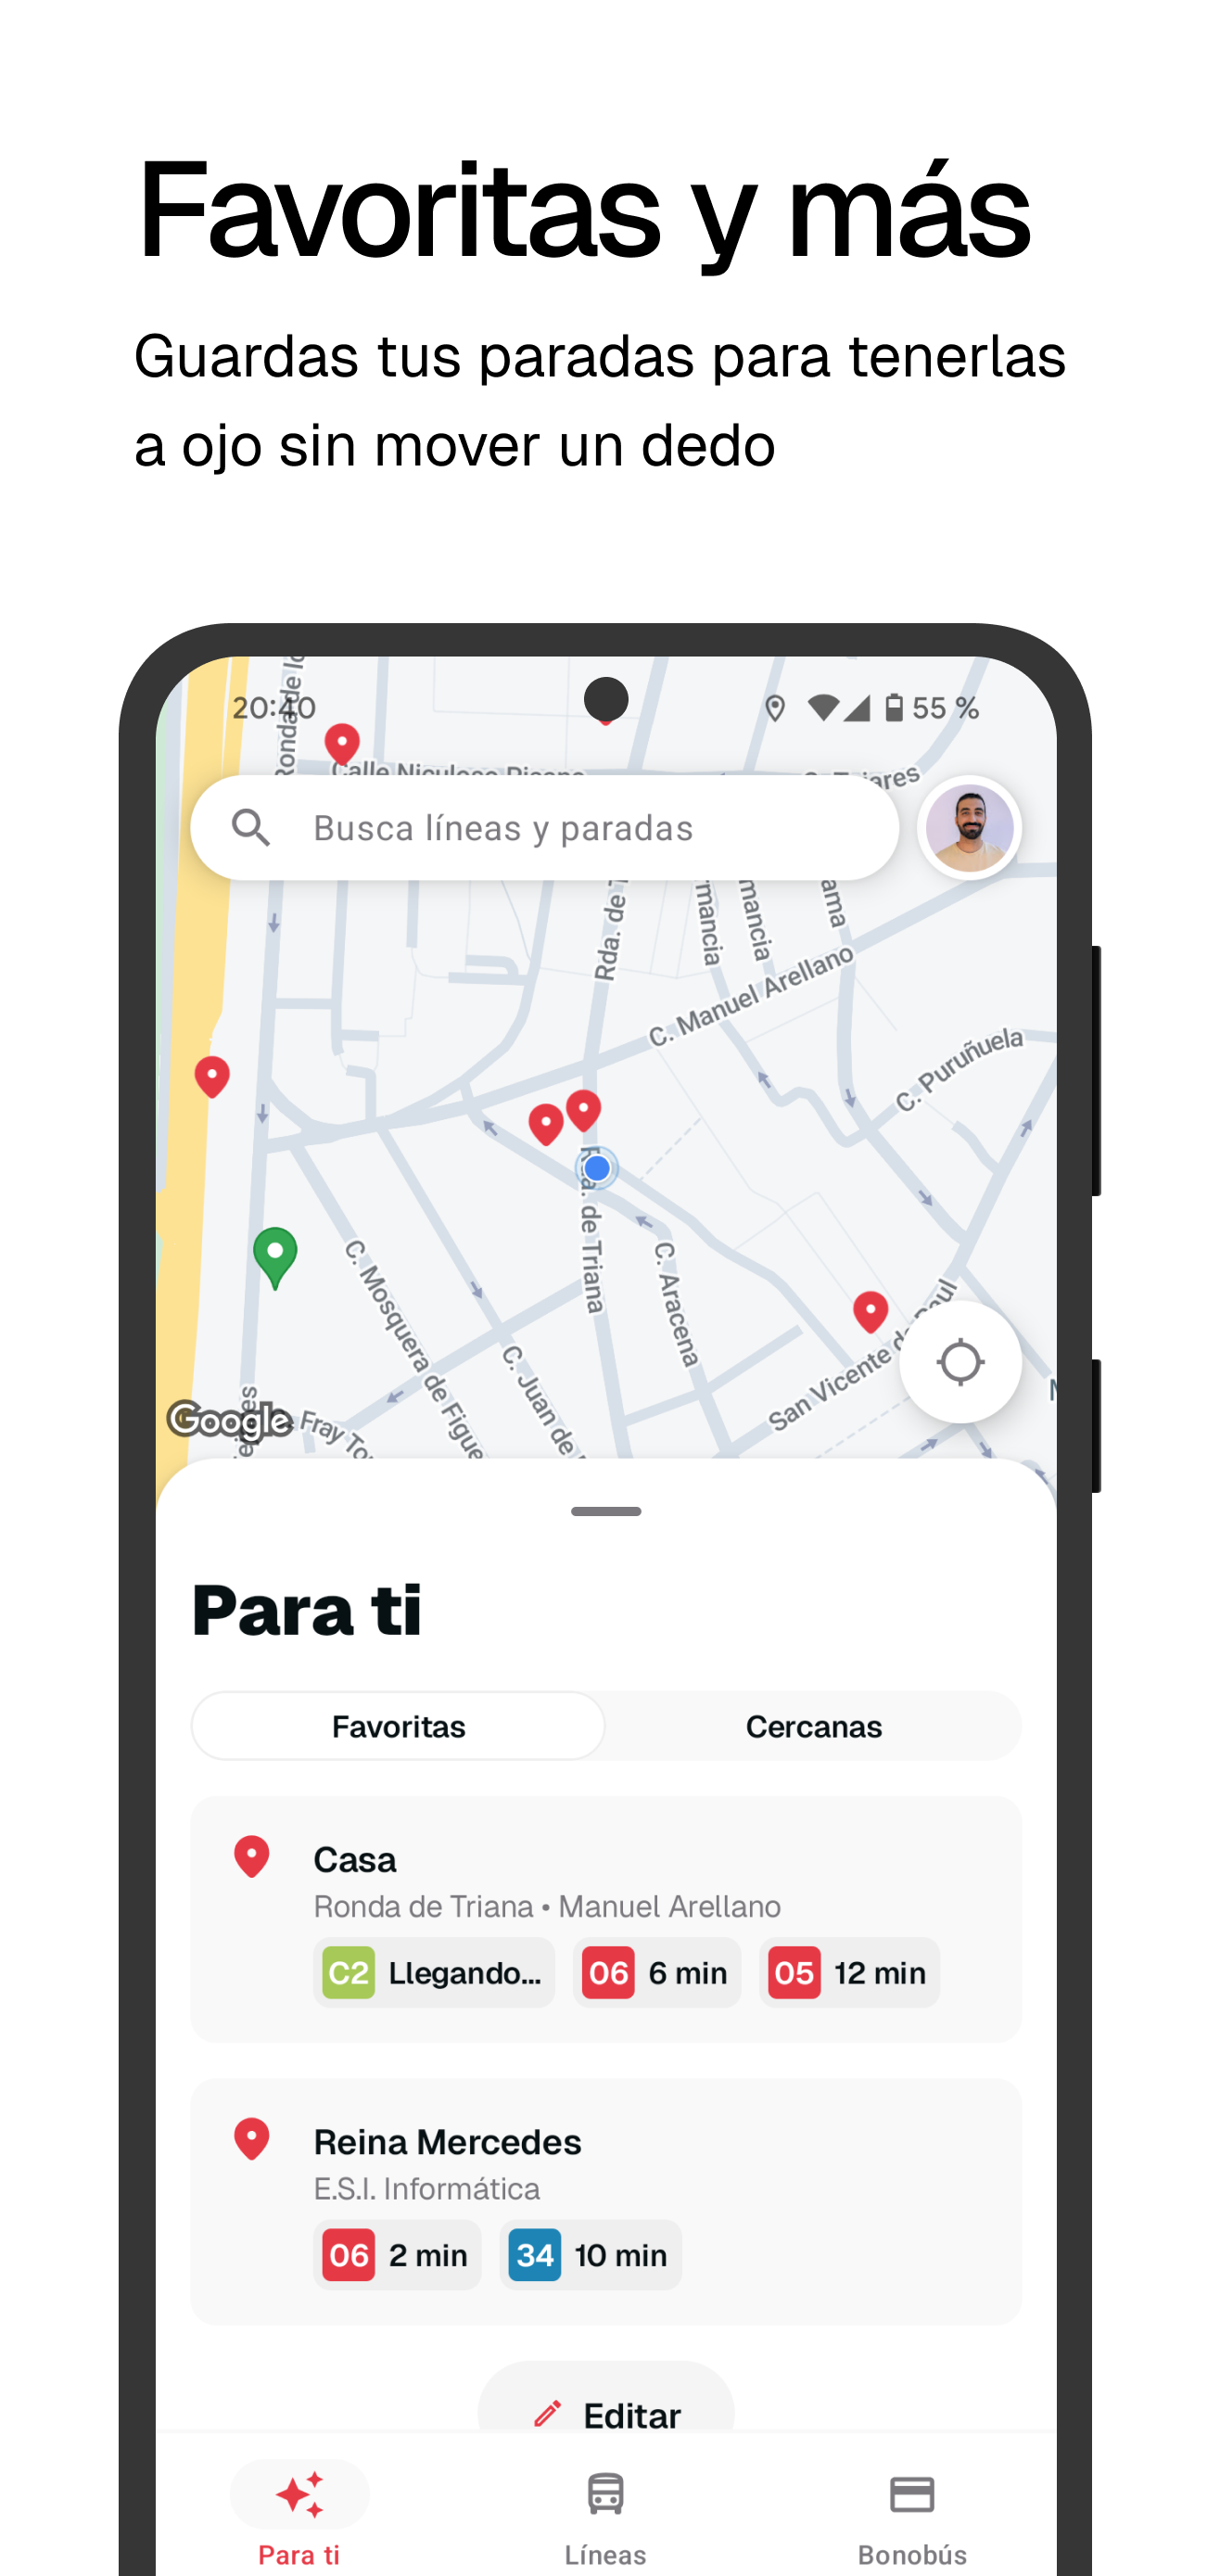 Favoritas y más
Guardas tus paradas para tenerlas
a ojo sin mover un dedo
20:40
55 %
Busca líneas y paradas
Rda. de
C. Manuel Arellano
C. Puruñuela
Rda. de Triana
C. Aracena
C. Mosquera de Figue
C. Juan de
San Vicente de Paul
Fray
Google
Para ti
Favoritas
Cercanas
Casa
Ronda de Triana • Manuel Arellano
C2 Llegando... 06 6 min 05 12 min
Reina Mercedes
E.S.I. Informática
06 2 min 34 10 min
Editar
Para ti
Líneas
Bonobús